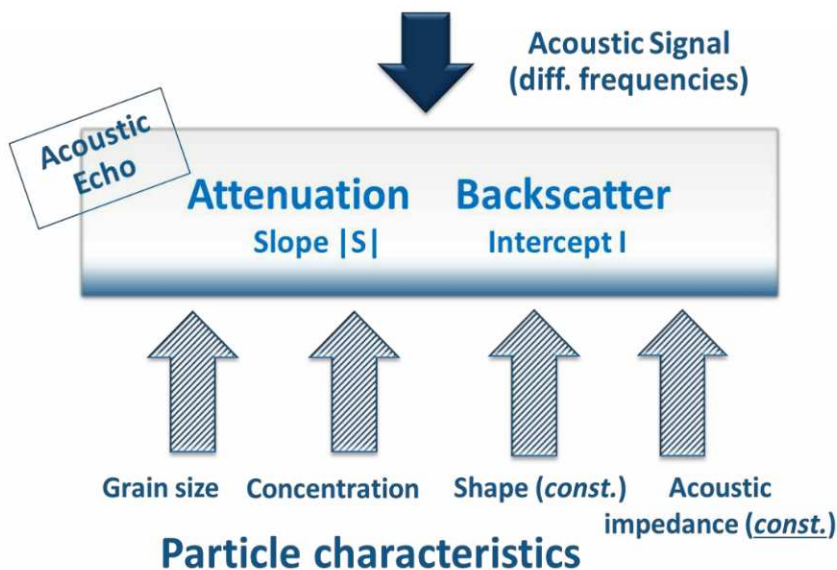 Acoustic Signal
(diff. frequencies)
Acoustic
Echo
Attenuation Backscatter
Slope |S| Intercept I
Grain size Concentration Shape (const.) Acoustic
impedance (const.)
Particle characteristics